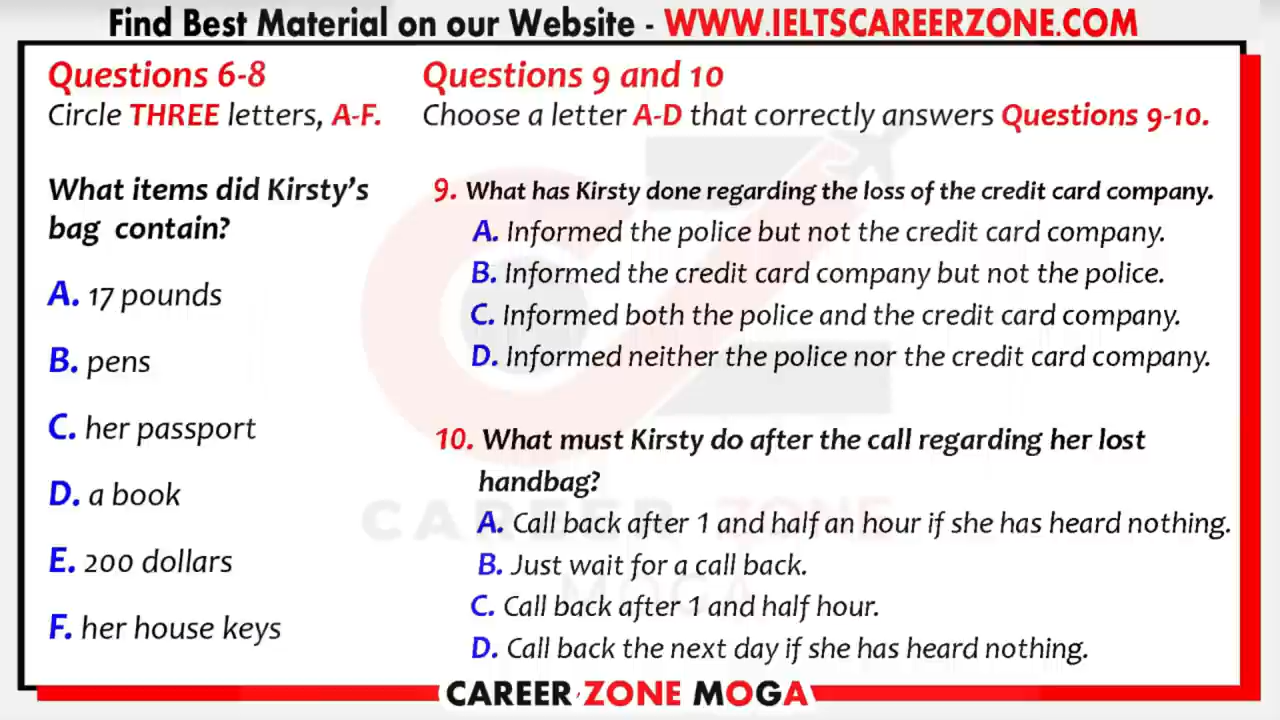 Find Best Material on our Website - WWW.IELTSCAREERZONE.COM
Questions 6-8
Circle THREE letters, A-F.
What items did Kirsty's
bag contain?
A. 17 pounds
B. pens
C. her passport
D. a book
E. 200 dollars
F. her house keys
Questions 9 and 10
Choose a letter A-D that correctly answers Questions 9-10.
9. What has Kirsty done regarding the loss of the credit card company.
A. Informed the police but not the credit card company.
B. Informed the credit card company but not the police.
C. Informed both the police and the credit card company.
D. Informed neither the police nor the credit card company.
10. What must Kirsty do after the call regarding her lost
handbag?
A. Call back after 1 and half an hour if she has heard nothing.
B. Just wait for a call back.
C. Call back after 1 and half hour.
D. Call back the next day if she has heard nothing.
CAREER ZONE
MOGA
CAREER ZONE MOGA